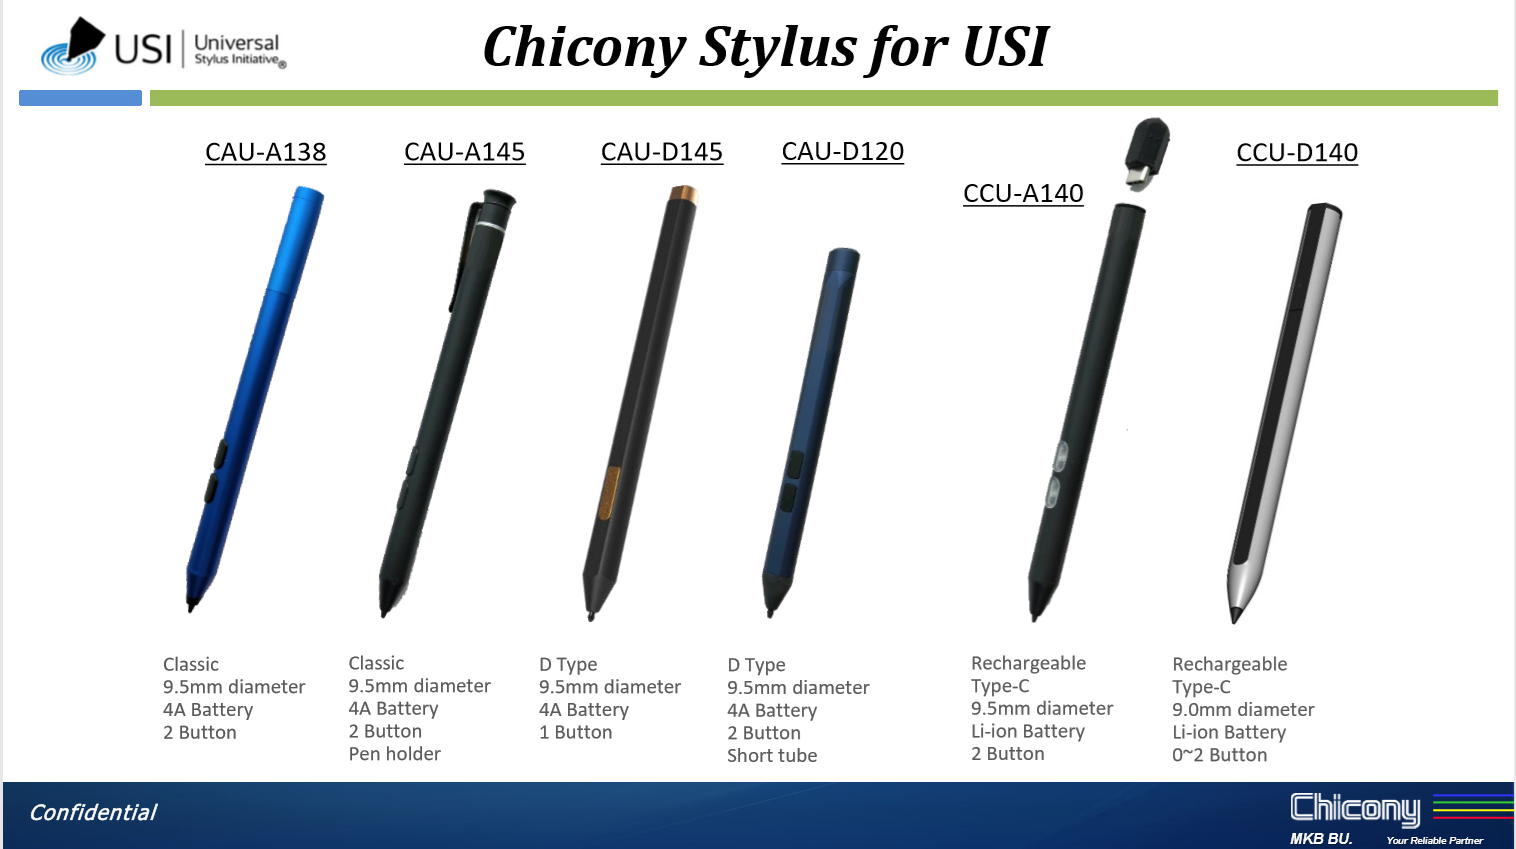 USI | Universal
Stylus Initiative®
Chicony Stylus for USI
CAU-A138
CAU-A145
CAU-D145
CAU-D120
CCU-A140
CCU-D140
Classic
9.5mm diameter
4A Battery
2 Button
Classic
9.5mm diameter
4A Battery
2 Button
Pen holder
D Type
9.5mm diameter
4A Battery
1 Button
D Type
9.5mm diameter
4A Battery
2 Button
Short tube
Rechargeable
Type-C
9.5mm diameter
Li-ion Battery
2 Button
Rechargeable
Type-C
9.0mm diameter
Li-ion Battery
0~2 Button
Confidential
Chicony
MKB BU.
Your Reliable Partner